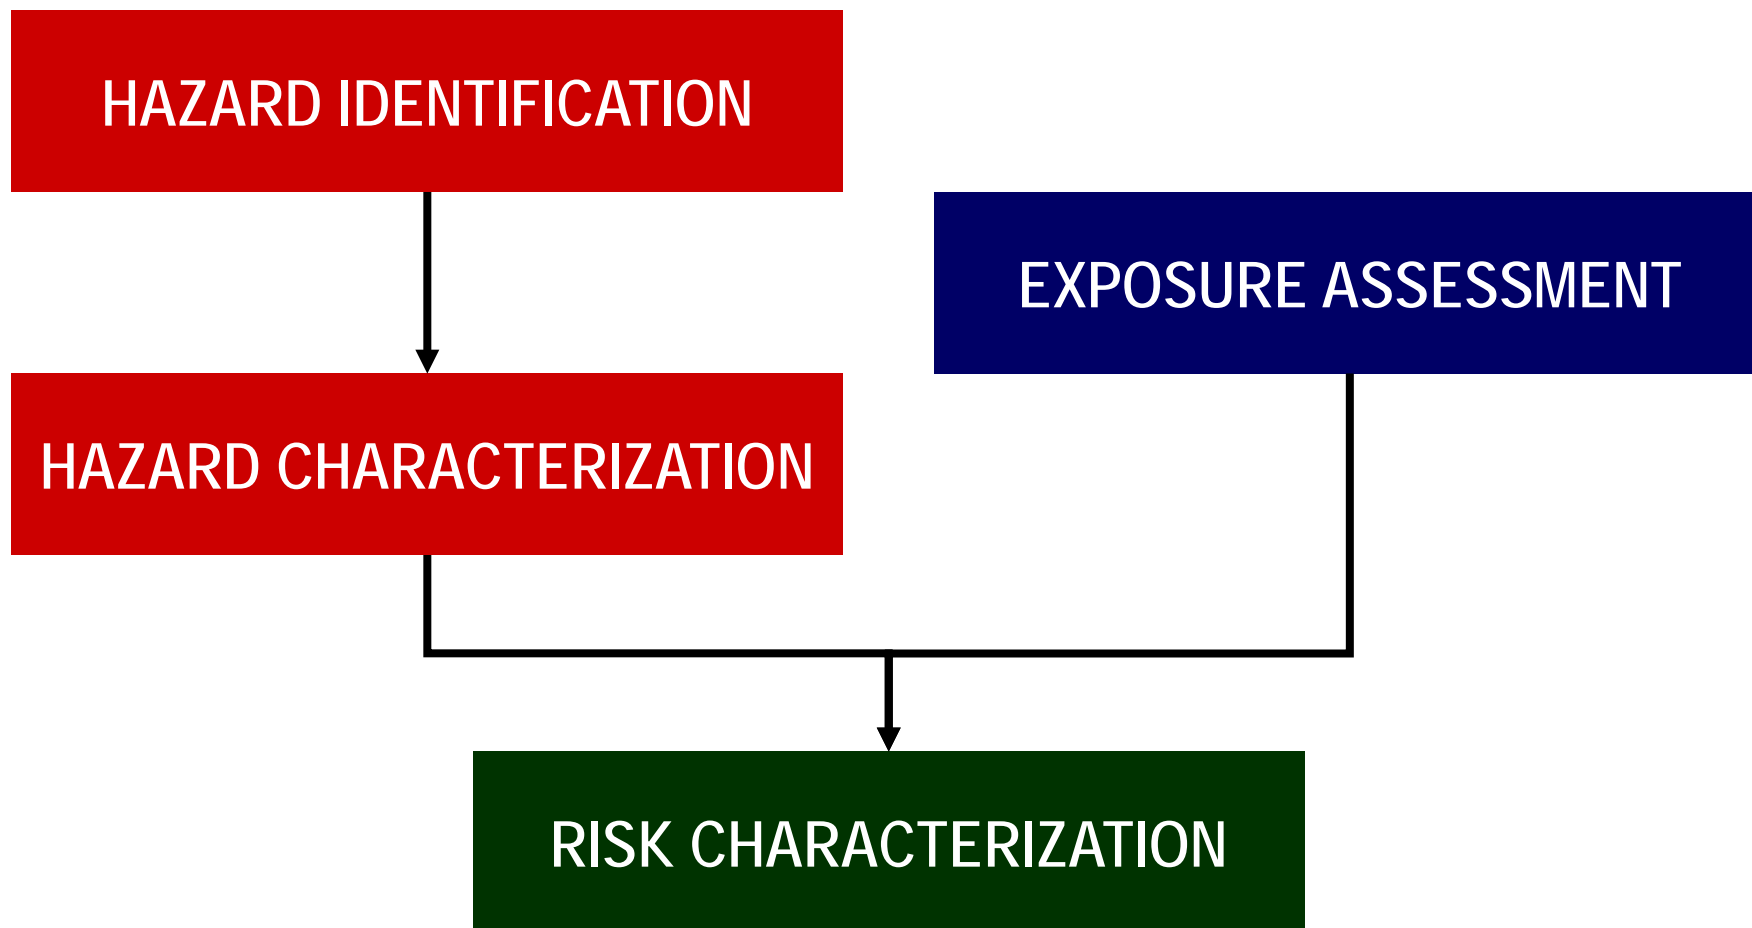 HAZARD IDENTIFICATION
EXPOSURE ASSESSMENT
HAZARD CHARACTERIZATION
RISK CHARACTERIZATION